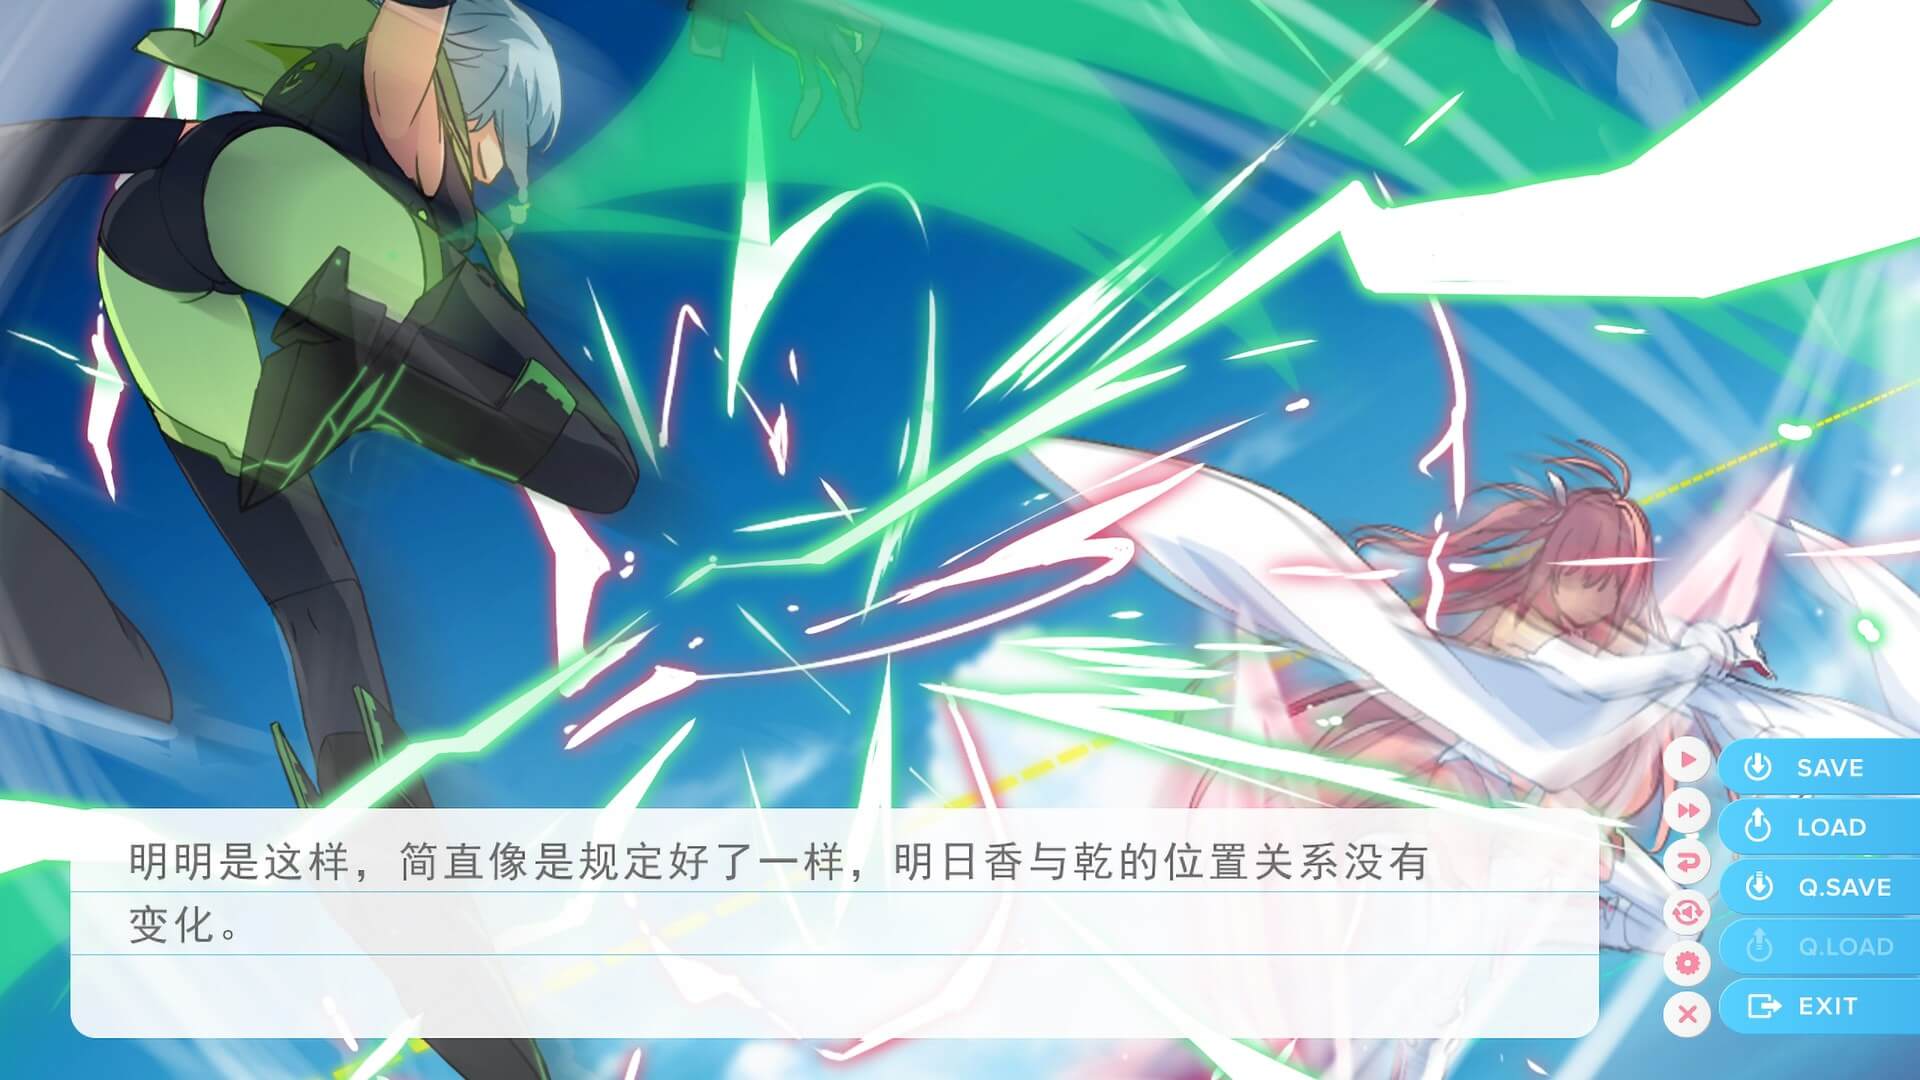 明明是这样，简直像是规定好了一样，明日香与乾的位置关系没有
变化。
SAVE
LOAD
Q.SAVE
Q.LOAD
EXIT